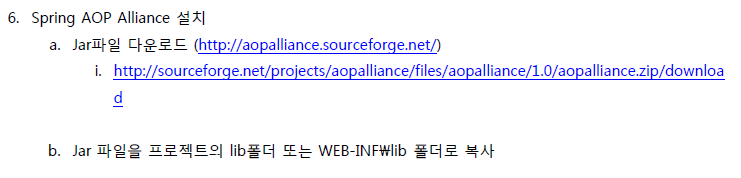 6. Spring AOP Alliance 설치
a. Jar파일 다운로드 (http://aopalliance.sourceforge.net/)
i. http://sourceforge.net/projects/aopalliance/files/aopalliance/1.0/aopalliance.zip/downloa
d
b. Jar 파일을 프로젝트의 lib폴더 또는 WEB-INF₩lib 폴더로 복사